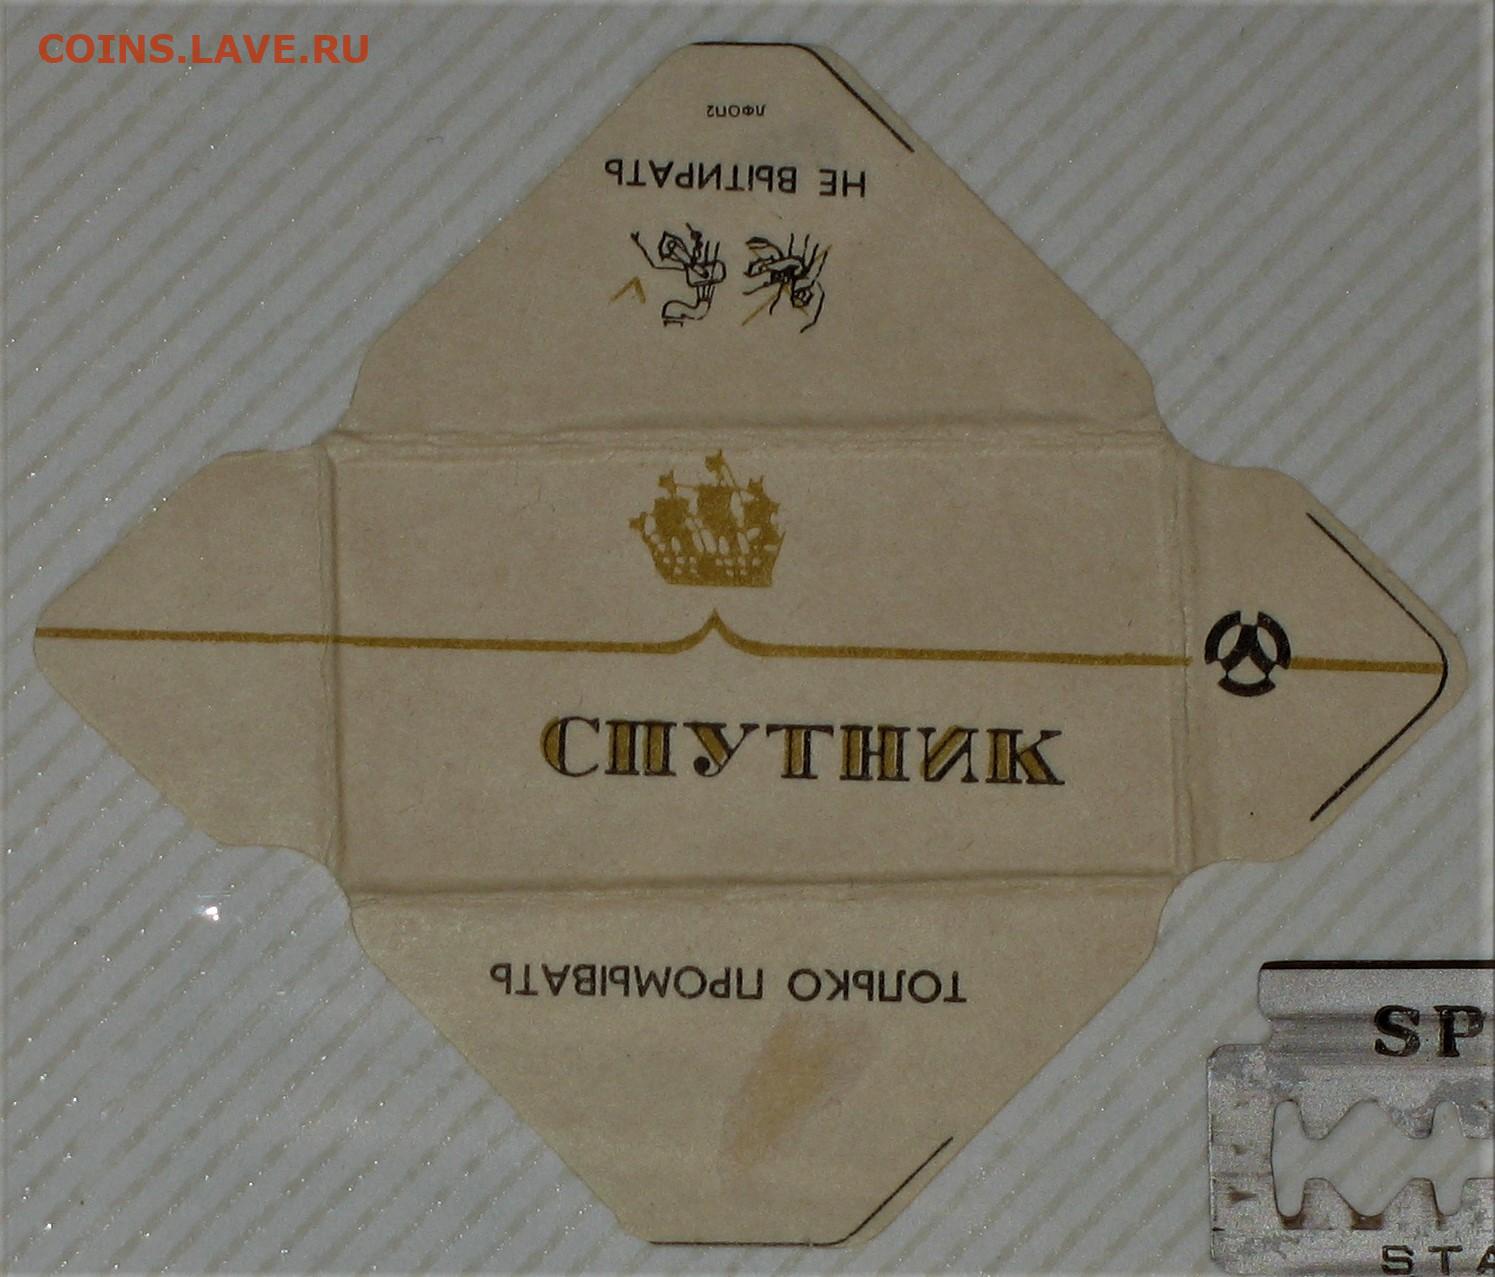 COINS.LAVE.RU
ЛФОП2
НЕ ВЫТИРАТЬ
СПУТНИК
ТОЛЬКО ПРОМЫВАТЬ
SP
STA